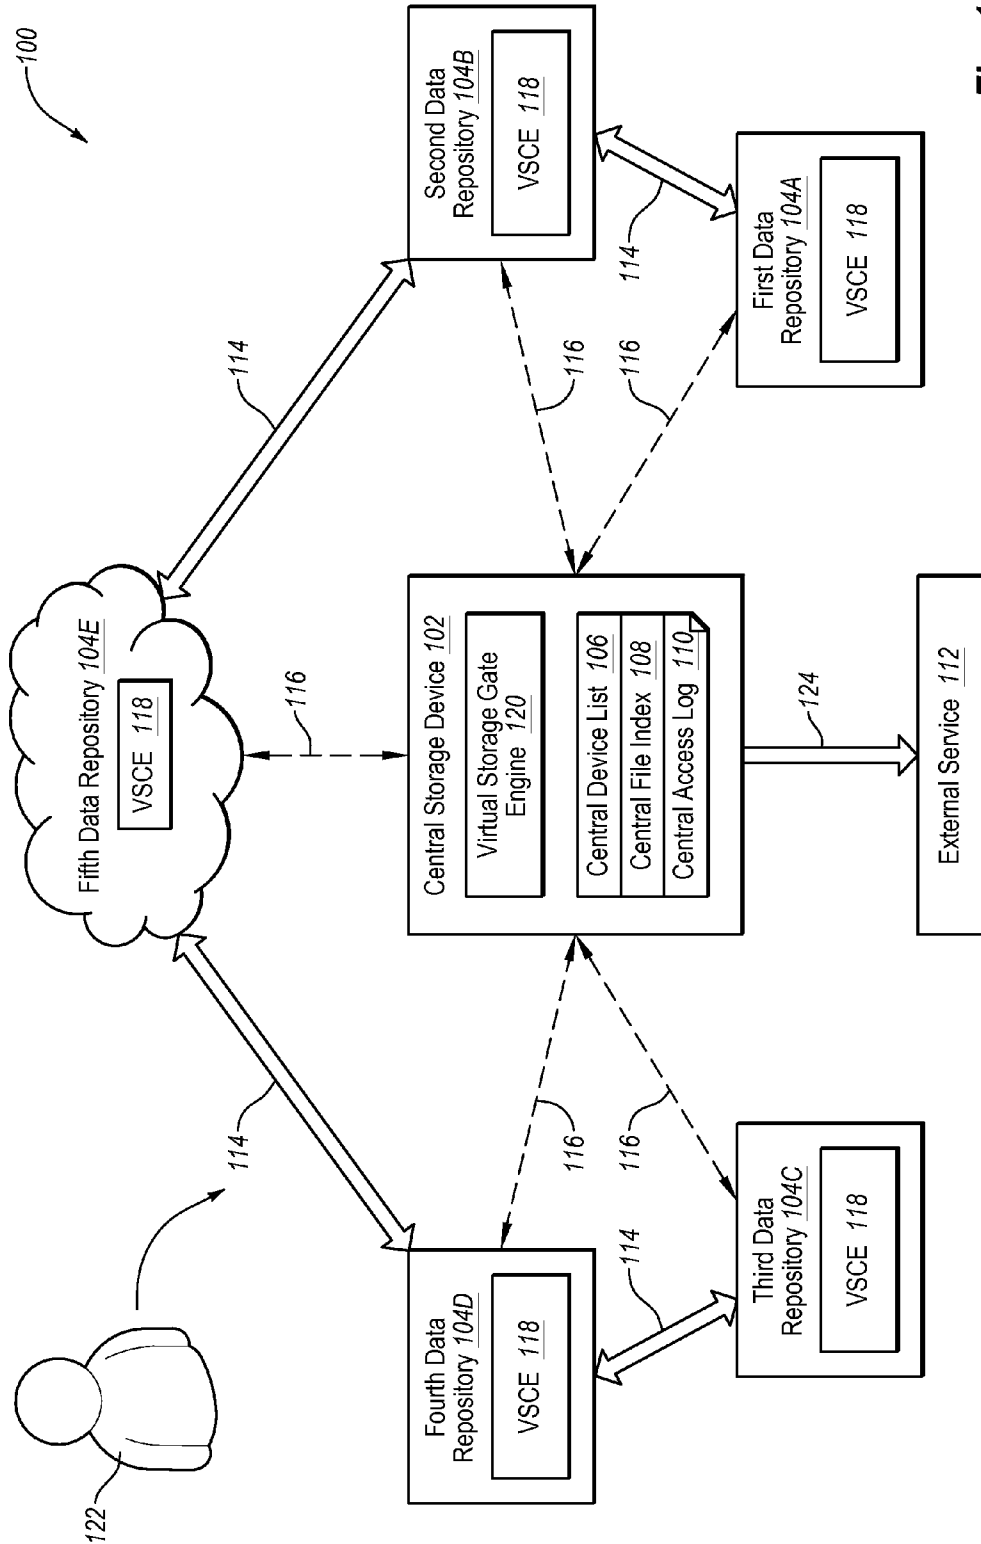 100
122
Fifth Data Repository 104E
VSCE 118
114
114
116
Fourth Data
Repository 104D
VSCE 118
Central Storage Device 102
Virtual Storage Gate
Engine 120
Central Device List 106
Central File Index 108
Central Access Log 110
Second Data
Repository 104B
VSCE 118
116
116
116
116
114
114
Third Data
Repository 104C
VSCE 118
124
First Data
Repository 104A
VSCE 118
External Service 112